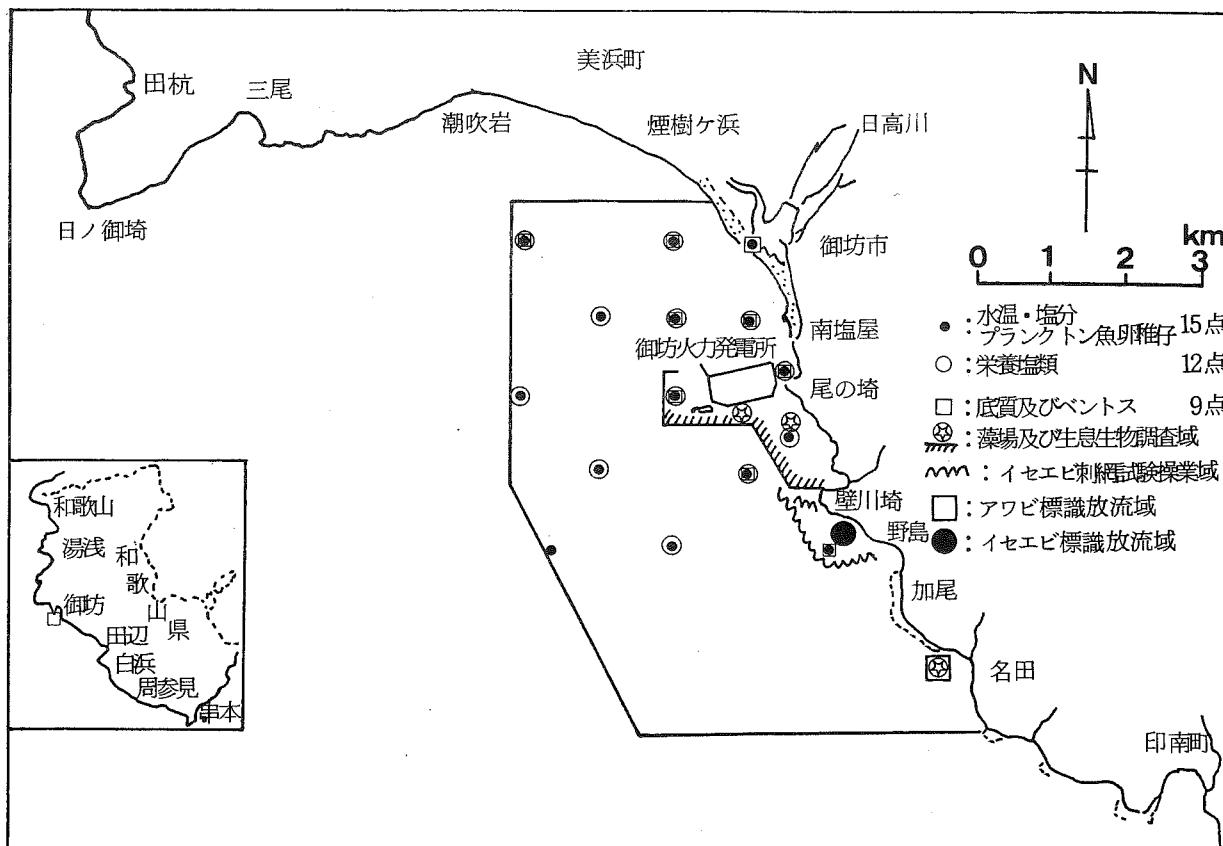 美浜町
田杭
三尾
潮吹岩
煙樹ケ浜
日高川
日ノ御埼
御坊市
南塩屋
御坊火力発電所
尾の埼
壁川埼
野島
加尾
名田
印南町
N
km
0 1 2 3
●:水温・塩分
プランクトン魚卵稚仔 15点
○:栄養塩類 12点
□:底質及びベントス 9点
:藻場及び生息生物調査域
:イセエビ刺網試験操業域
□:アワビ標識放流域
●:イセエビ標識放流域
和歌山
湯浅
和歌山県
御坊
田辺
白浜
周参見
串本